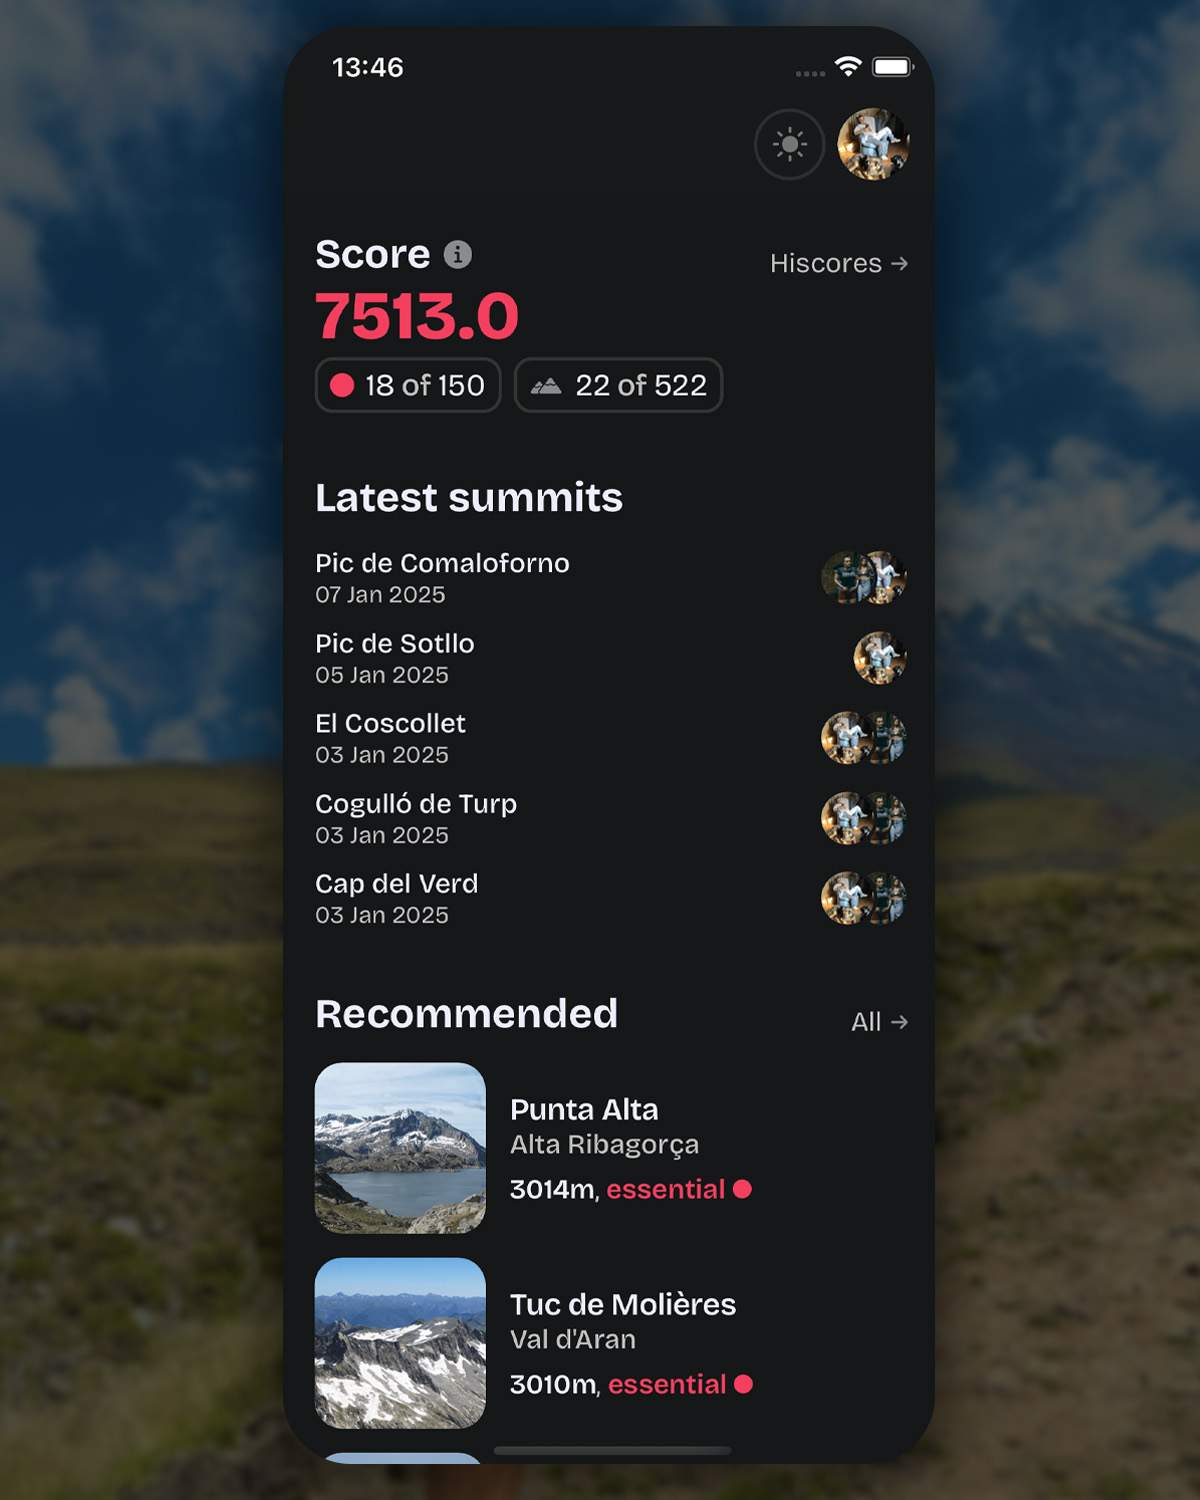 13:46
Score
Hiscores →
7513.0
18 of 150
22 of 522
Latest summits
Pic de Comaloforno
07 Jan 2025
Pic de Sotllo
05 Jan 2025
El Coscollet
03 Jan 2025
Cogulló de Turp
03 Jan 2025
Cap del Verd
03 Jan 2025
Recommended
All →
Punta Alta
Alta Ribagorça
3014m, essential
Tuc de Molières
Val d'Aran
3010m, essential